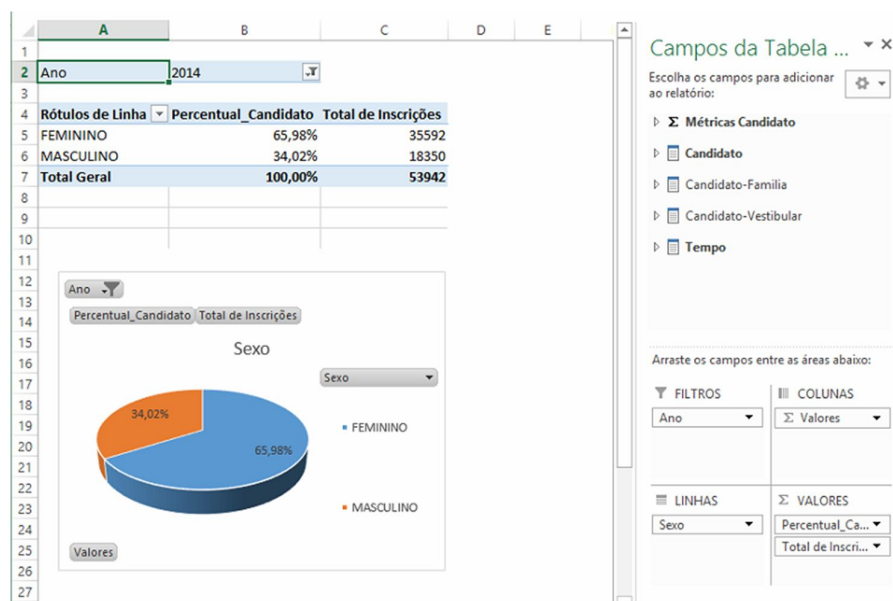 A B C D E
1
2 Ano 2014
3
4 Rótulos de Linha Percentual_Candidato Total de Inscrições
5 FEMININO 65,98% 35592
6 MASCULINO 34,02% 18350
7 Total Geral 100,00% 53942
8
9
10
11
12
13
14
15
16
17
18
19
20
21
22
23
24
25
26
27
Ano
Percentual_Candidato Total de Inscrições
Sexo
Sexo
34,02%
65,98%
FEMININO
MASCULINO
Valores
Campos da Tabela ...
Escolha os campos para adicionar
ao relatório:
Σ Métricas Candidato
Candidato
Candidato-Familia
Candidato-Vestibular
Tempo
Arraste os campos entre as áreas abaixo:
FILTROS
Ano
COLUNAS
Σ Valores
LINHAS
Sexo
Σ VALORES
Percentual_Ca...
Total de Inscri...